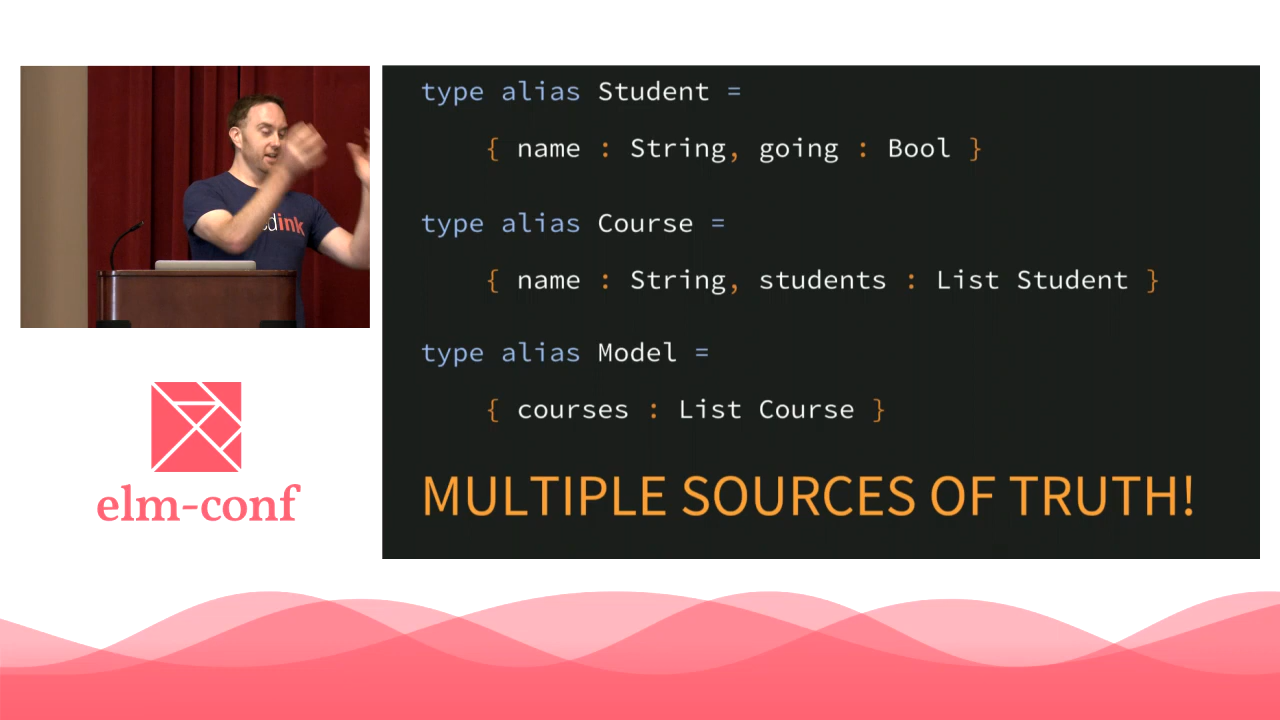 type alias Student =
{ name : String, going : Bool }
type alias Course =
{ name : String, students : List Student }
type alias Model =
{ courses : List Course }
MULTIPLE SOURCES OF TRUTH!
elm-conf